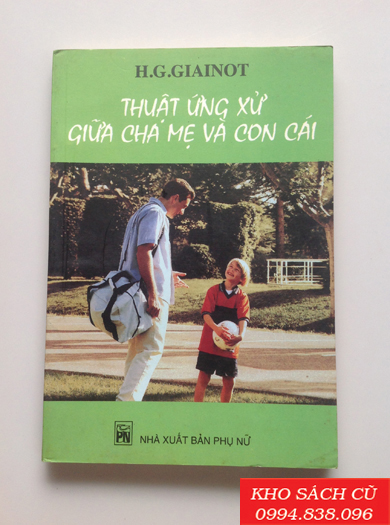 H.G.GIAINOT
THUẬT ỨNG XỬ
GIỮA CHA MẸ VÀ CON CÁI
PN
NHÀ XUẤT BẢN PHỤ NỮ
KHO SÁCH CŨ
0994.838.096